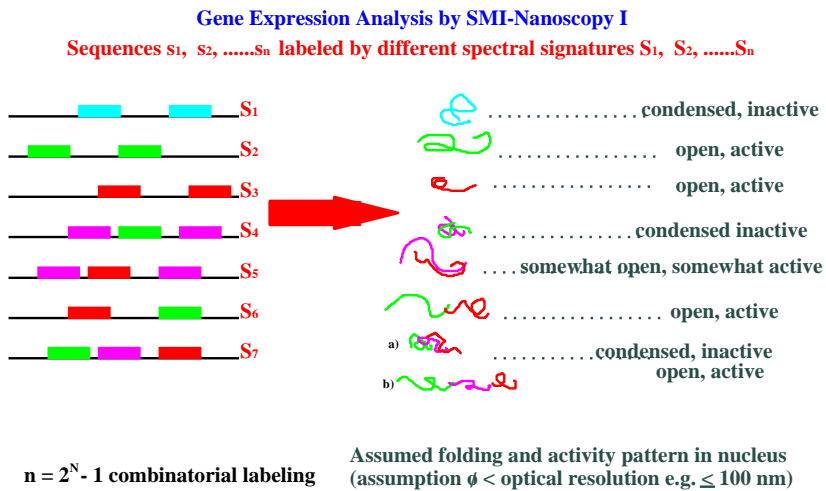 Gene Expression Analysis by SMI-Nanoscopy I
Sequences s₁, s₂, ......sₙ labeled by different spectral signatures S₁, S₂, ......Sₙ
S₁
condensed, inactive
S₂
open, active
S₃
open, active
S₄
condensed inactive
S₅
somewhat open, somewhat active
S₆
open, active
S₇
a)
condensed, inactive
open, active
b)
n = 2ᴺ - 1 combinatorial labeling
Assumed folding and activity pattern in nucleus
(assumption ø < optical resolution e.g. ≤ 100 nm)